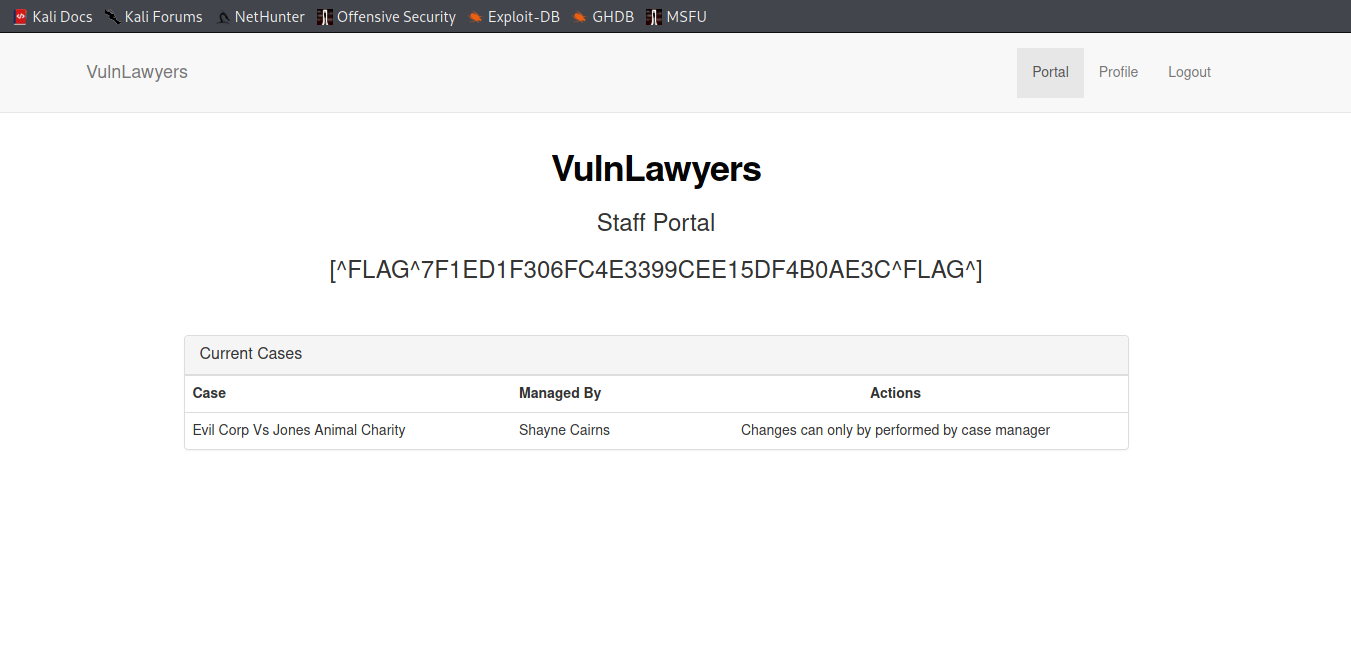 Kali Docs Kali Forums NetHunter Offensive Security Exploit-DB GHDB MSFU
VulnLawyers Portal Profile Logout
VulnLawyers
Staff Portal
[^FLAG^7F1ED1F306FC4E3399CEE15DF4B0AE3C^FLAG^]
Current Cases
Case Managed By Actions
Evil Corp Vs Jones Animal Charity Shayne Cairns Changes can only by performed by case manager